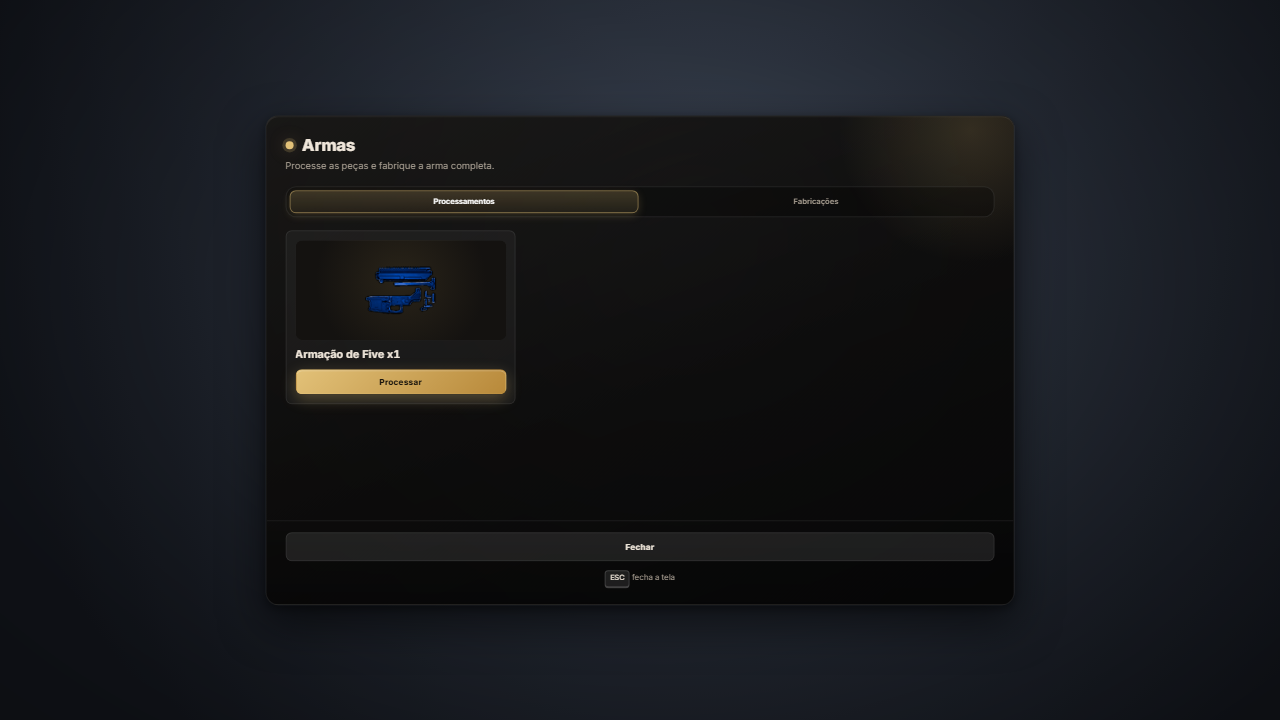 Armas
Processe as peças e fabrique a arma completa.
Processamentos
Fabricações
Armação de Five x1
Processar
Fechar
ESC fecha a tela